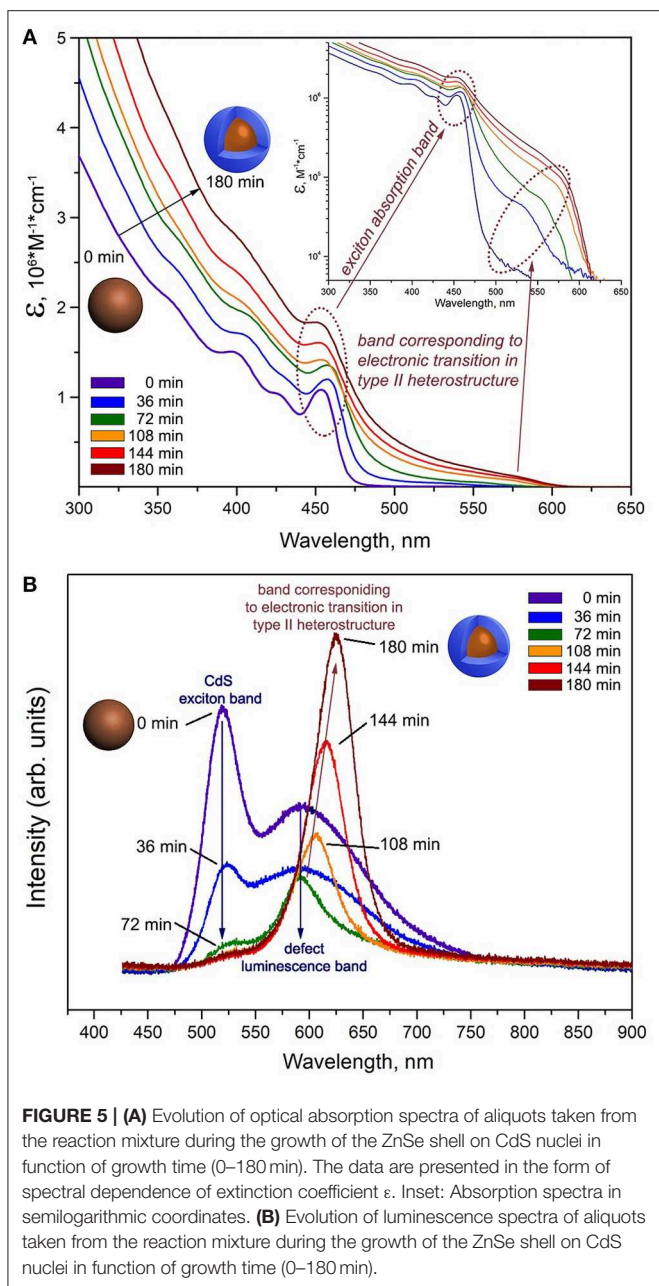 A
5
4
3
2
1
ε, 10⁶*M⁻¹*cm⁻¹
300
350
400
450
500
550
600
650
Wavelength, nm
180 min
0 min
0 min
36 min
72 min
108 min
144 min
180 min
exciton absorption band
band corresponding to
electronic transition in
type II heterostructure
10⁶
10⁵
10⁴
ε, M⁻¹*cm⁻¹
300
350
400
450
500
550
600
650
Wavelength, nm
B
band corresponiding
to electronic transition in
type II heterostructure
0 min
36 min
72 min
108 min
144 min
180 min
180 min
CdS
exciton band
0 min
144 min
36 min
108 min
72 min
defect
luminescence band
Intensity (arb. units)
400
450
500
550
600
650
700
750
800
850
900
Wavelength, nm
FIGURE 5 | (A) Evolution of optical absorption spectra of aliquots taken from
the reaction mixture during the growth of the ZnSe shell on CdS nuclei in
function of growth time (0–180 min). The data are presented in the form of
spectral dependence of extinction coefficient ε. Inset: Absorption spectra in
semilogarithmic coordinates. (B) Evolution of luminescence spectra of aliquots
taken from the reaction mixture during the growth of the ZnSe shell on CdS
nuclei in function of growth time (0–180 min).